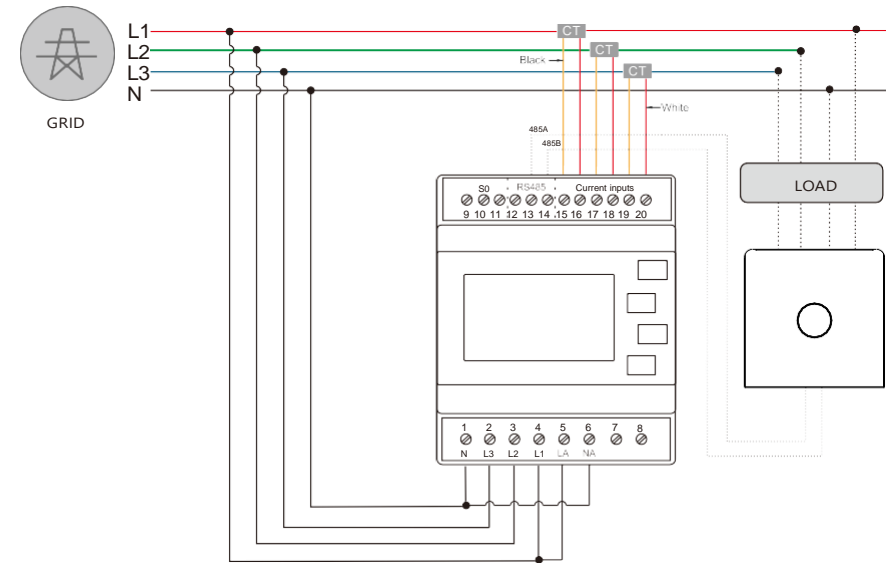 L1
L2
L3
N
GRID
CT
CT
CT
Black
White
485A
485B
S0 RS485 Current inputs
9 10 11 12 13 14 15 16 17 18 19 20
LOAD
1 2 3 4 5 6 7 8
N L3 L2 L1 LA NA